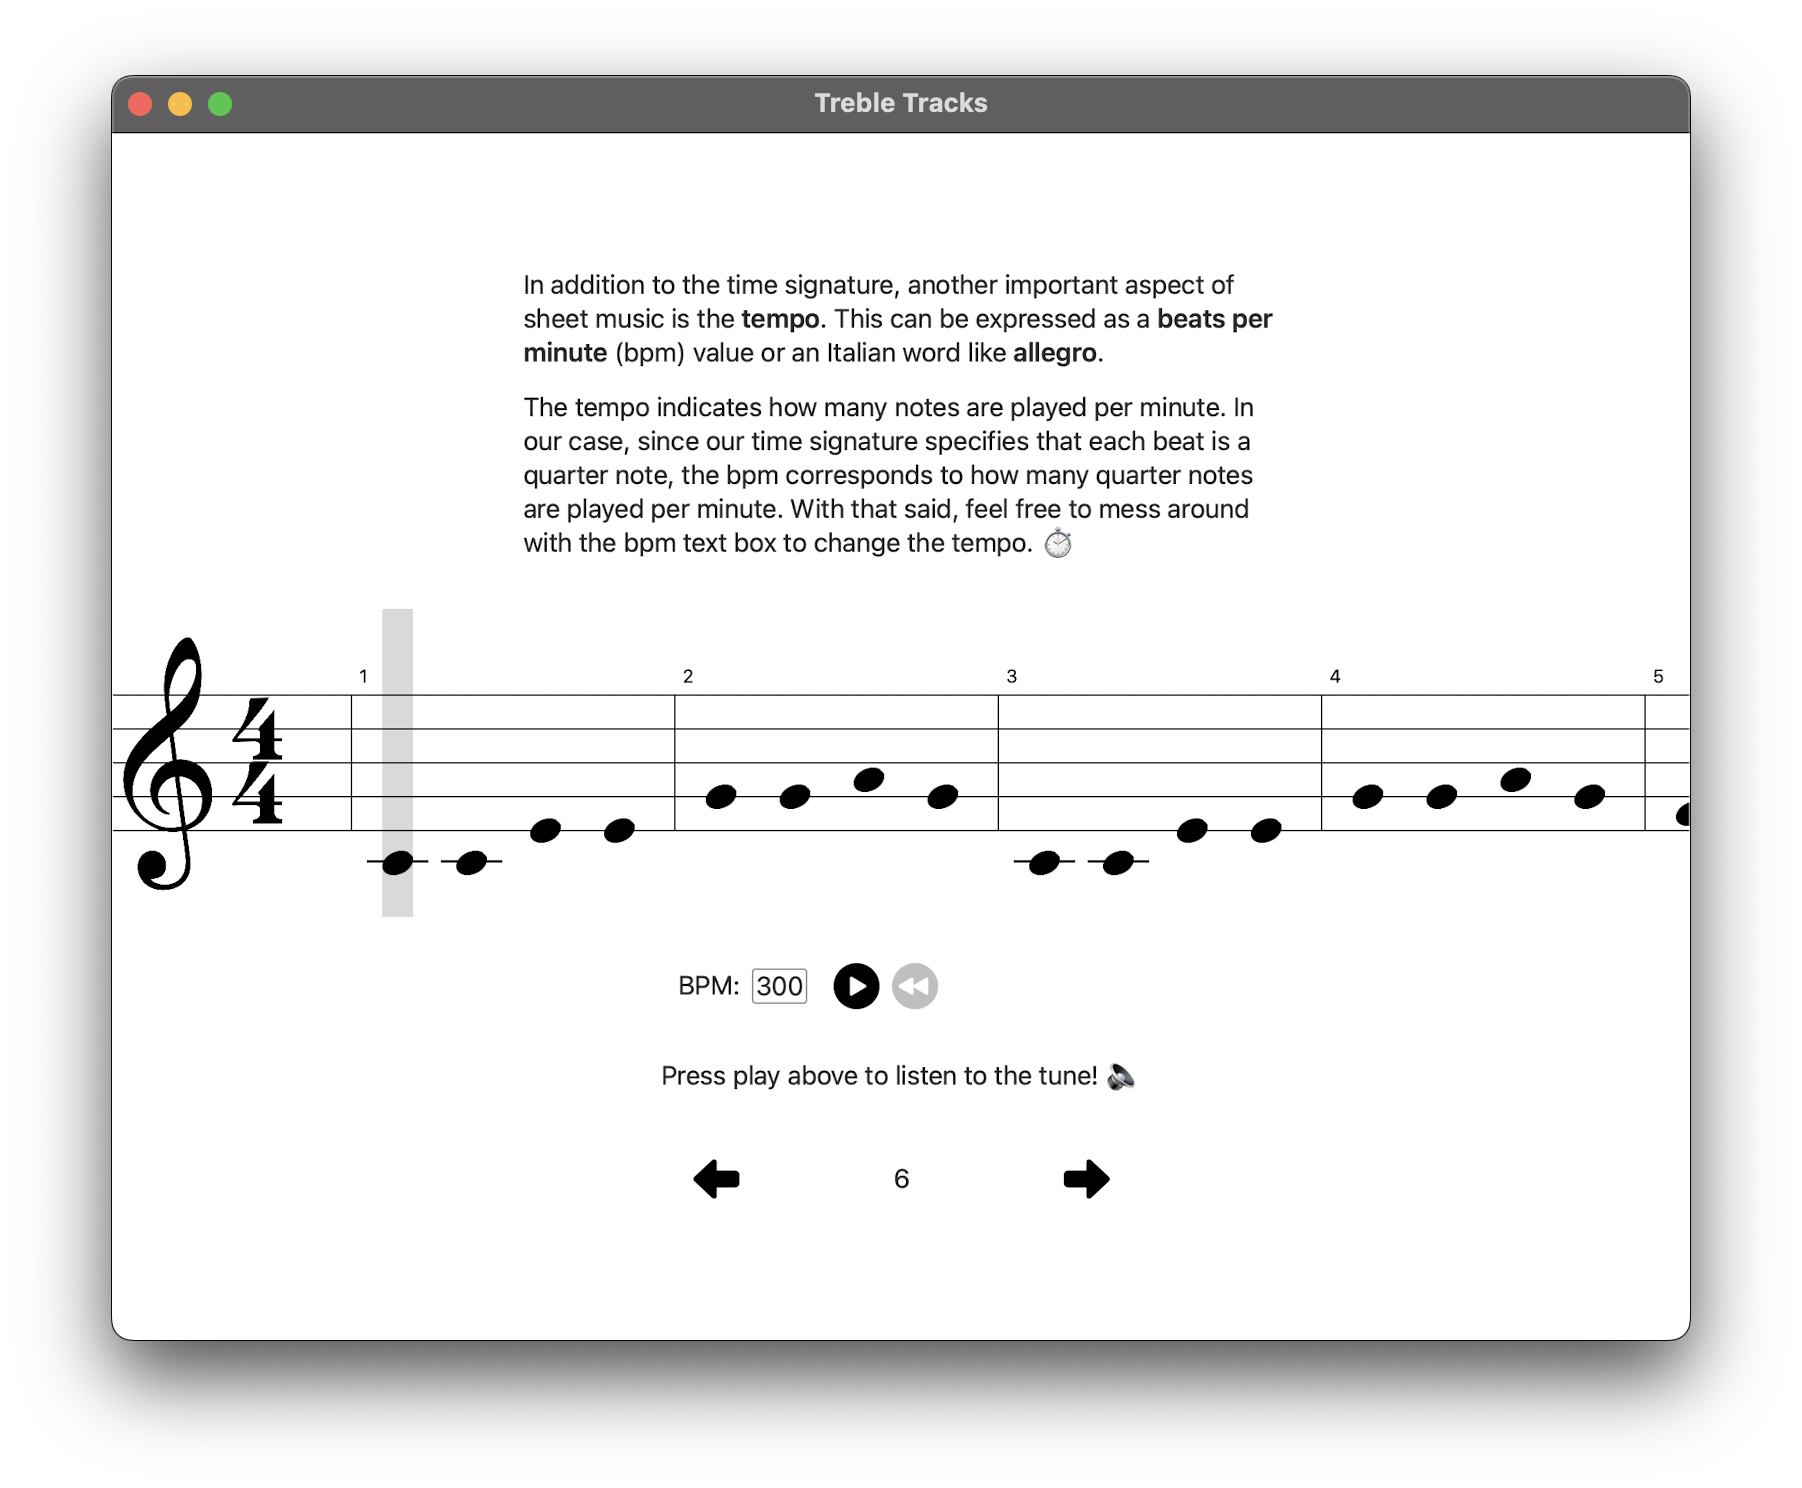 Treble Tracks
In addition to the time signature, another important aspect of
sheet music is the tempo. This can be expressed as a beats per
minute (bpm) value or an Italian word like allegro.
The tempo indicates how many notes are played per minute. In
our case, since our time signature specifies that each beat is a
quarter note, the bpm corresponds to how many quarter notes
are played per minute. With that said, feel free to mess around
with the bpm text box to change the tempo. ⏱️
1 2 3 4 5
4
4
BPM: 300
Press play above to listen to the tune! 🔈
6